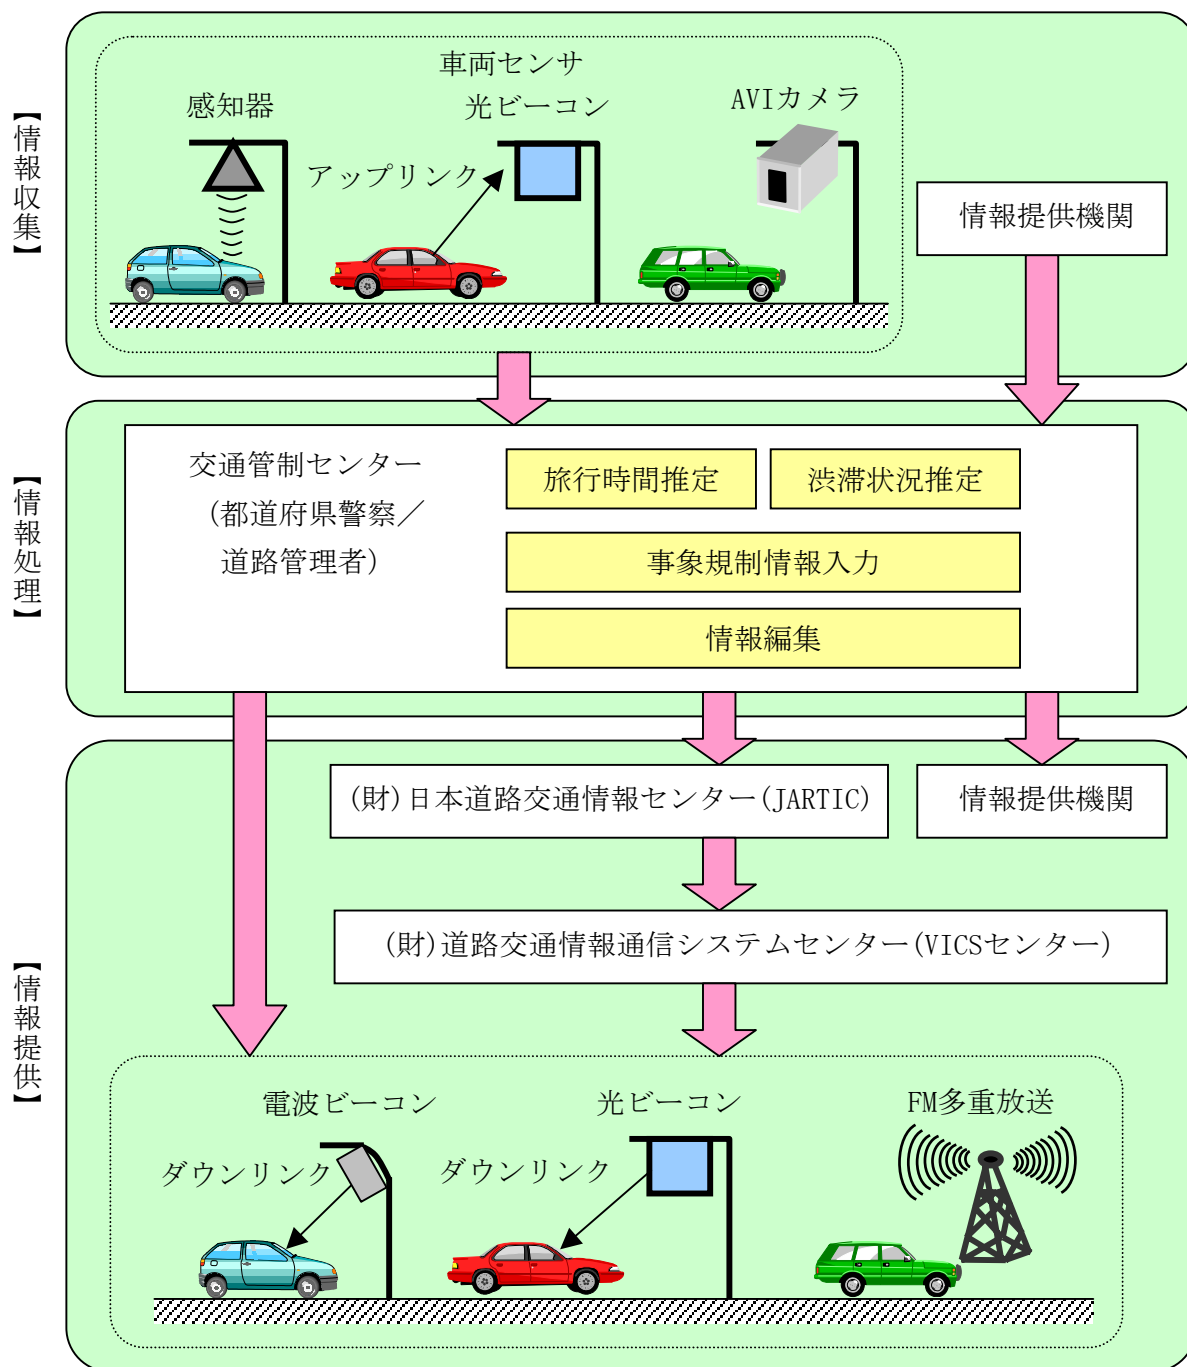 【情報収集】
車両センサ
感知器
光ビーコン
AVIカメラ
アップリンク
情報提供機関
【情報処理】
交通管制センター
(都道府県警察／
道路管理者)
旅行時間推定
渋滞状況推定
事象規制情報入力
情報編集
【情報提供】
(財)日本道路交通情報センター(JARTIC)
情報提供機関
(財)道路交通情報通信システムセンター(VICSセンター)
電波ビーコン
光ビーコン
FM多重放送
ダウンリンク
ダウンリンク